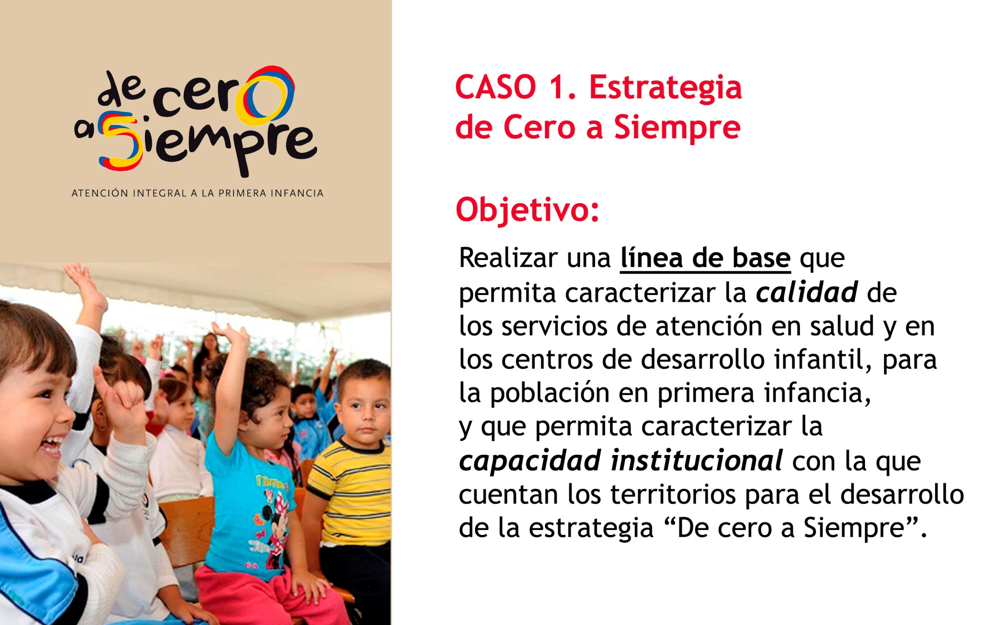 de cero
a Siempre
ATENCIÓN INTEGRAL A LA PRIMERA INFANCIA
CASO 1. Estrategia
de Cero a Siempre
Objetivo:
Realizar una línea de base que
permita caracterizar la calidad de
los servicios de atención en salud y en
los centros de desarrollo infantil, para
la población en primera infancia,
y que permita caracterizar la
capacidad institucional con la que
cuentan los territorios para el desarrollo
de la estrategia “De cero a Siempre”.